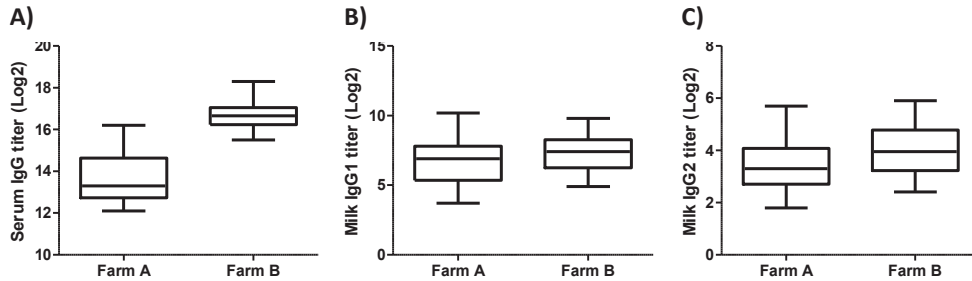 A)
Serum IgG titer (Log2)
20
18
16
14
12
10
Farm A Farm B
B)
Milk IgG1 titer (Log2)
15
10
5
0
Farm A Farm B
C)
Milk IgG2 titer (Log2)
8
6
4
2
0
Farm A Farm B